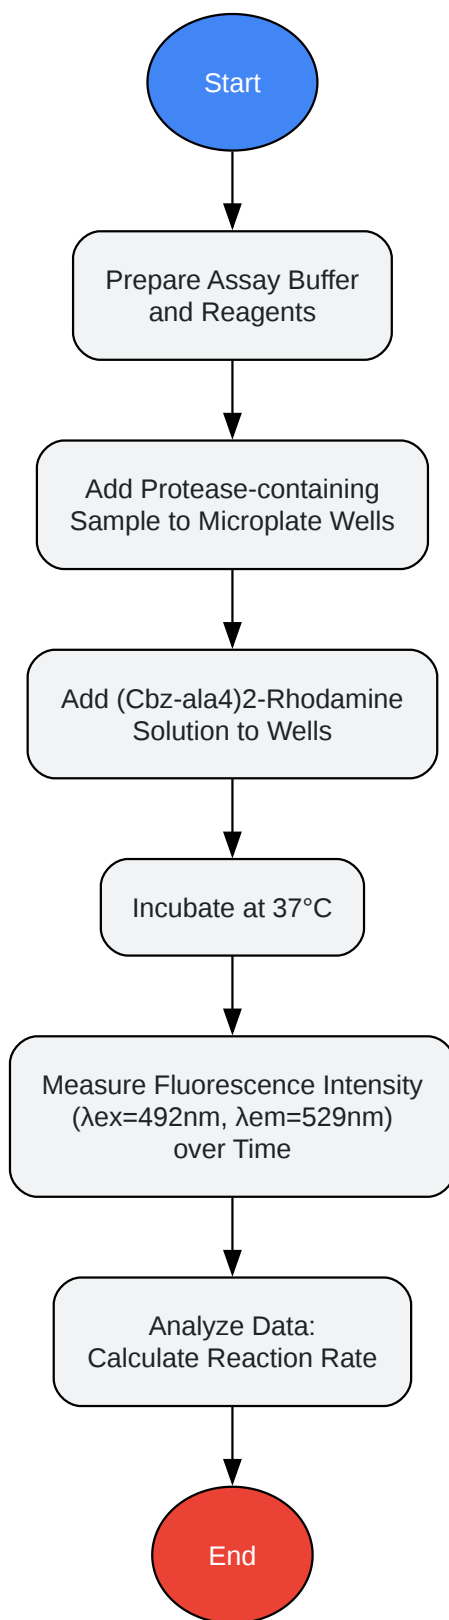 Start
Prepare Assay Buffer
and Reagents
Add Protease-containing
Sample to Microplate Wells
Add (Cbz-ala4)2-Rhodamine
Solution to Wells
Incubate at 37°C
Measure Fluorescence Intensity
(λex=492nm, λem=529nm)
over Time
Analyze Data:
Calculate Reaction Rate
End